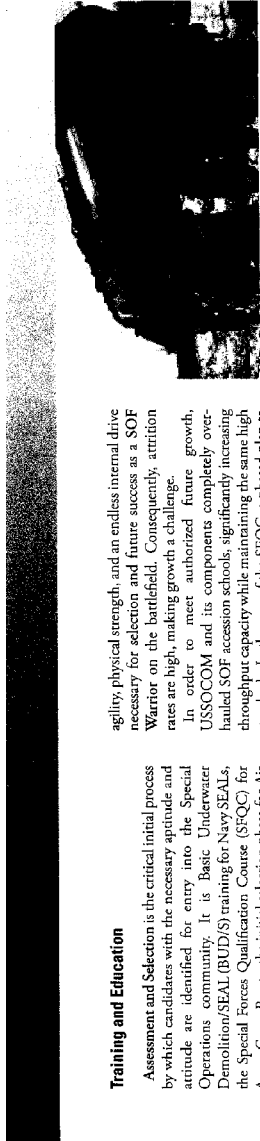 Training and Education
Assessment and Selection is the critical initial process
by which candidates with the necessary aptitude and
attitude are identified for entry into the Special
Operations community. It is Basic Underwater
Demolition/SEAL (BUD/S) training for Navy SEALs,
the Special Forces Qualification Course (SFQC) for
agility, physical strength, and an endless internal drive
necessary for selection and future success as a SOF
Warrior on the battlefield. Consequently, attrition
rates are high, making growth a challenge.
In order to meet authorized future growth,
USSOCOM and its components completely over-
hauled SOF accession schools, significantly increasing
throughput capacity while maintaining the same high